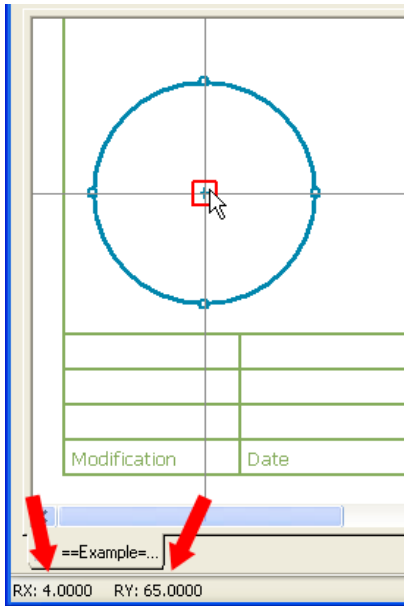 Modification Date
==Example=...
RX: 4.0000 RY: 65.0000